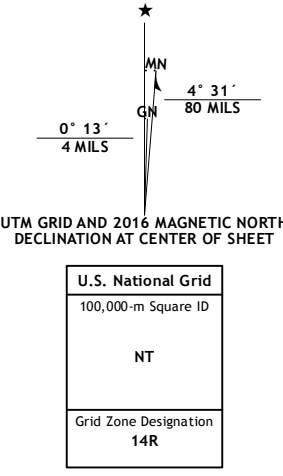 MN
4° 31´
80 MILS
GN
0° 13´
4 MILS
UTM GRID AND 2016 MAGNETIC NORTH
DECLINATION AT CENTER OF SHEET
U.S. National Grid
100,000-m Square ID
NT
Grid Zone Designation
14R